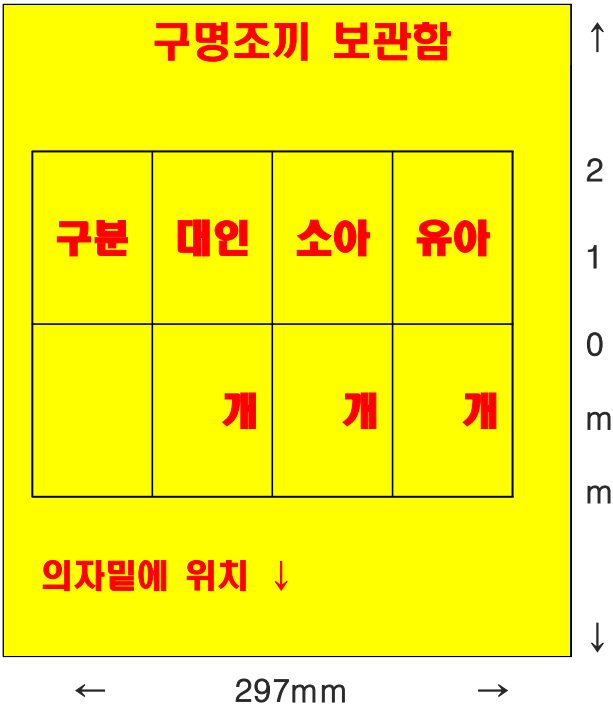 구명조끼 보관함
구분 대인 소아 유아
개 개 개
의자밑에 위치 ↓
↑
2
1
0
m
m
↓
← 297mm →